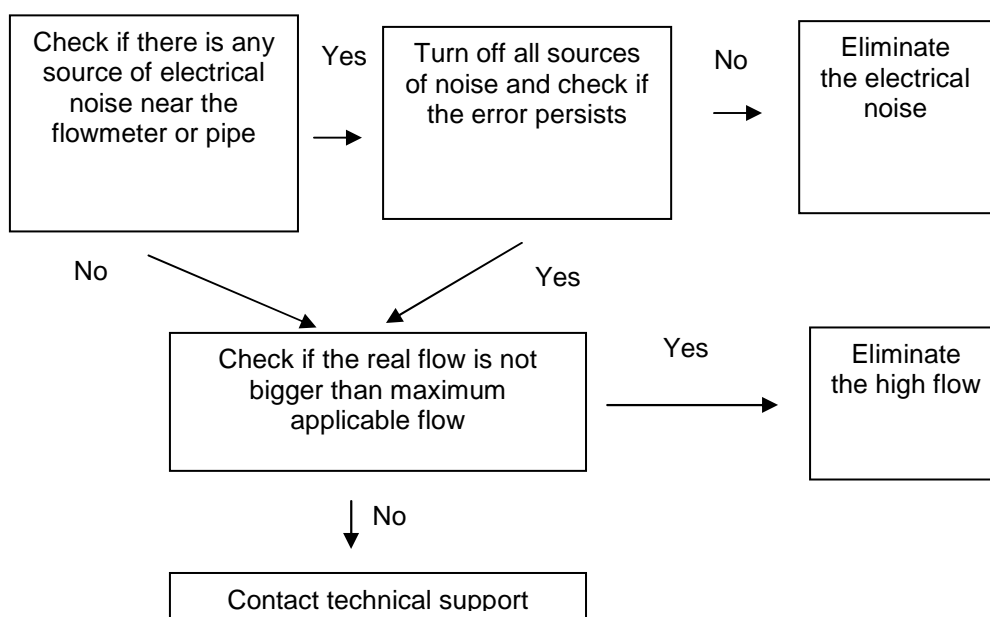 Check if there is any
source of electrical
noise near the
flowmeter or pipe
Yes
Turn off all sources
of noise and check if
the error persists
No
Eliminate
the electrical
noise
No
Yes
Check if the real flow is not
bigger than maximum
applicable flow
Yes
Eliminate
the high flow
No
Contact technical support